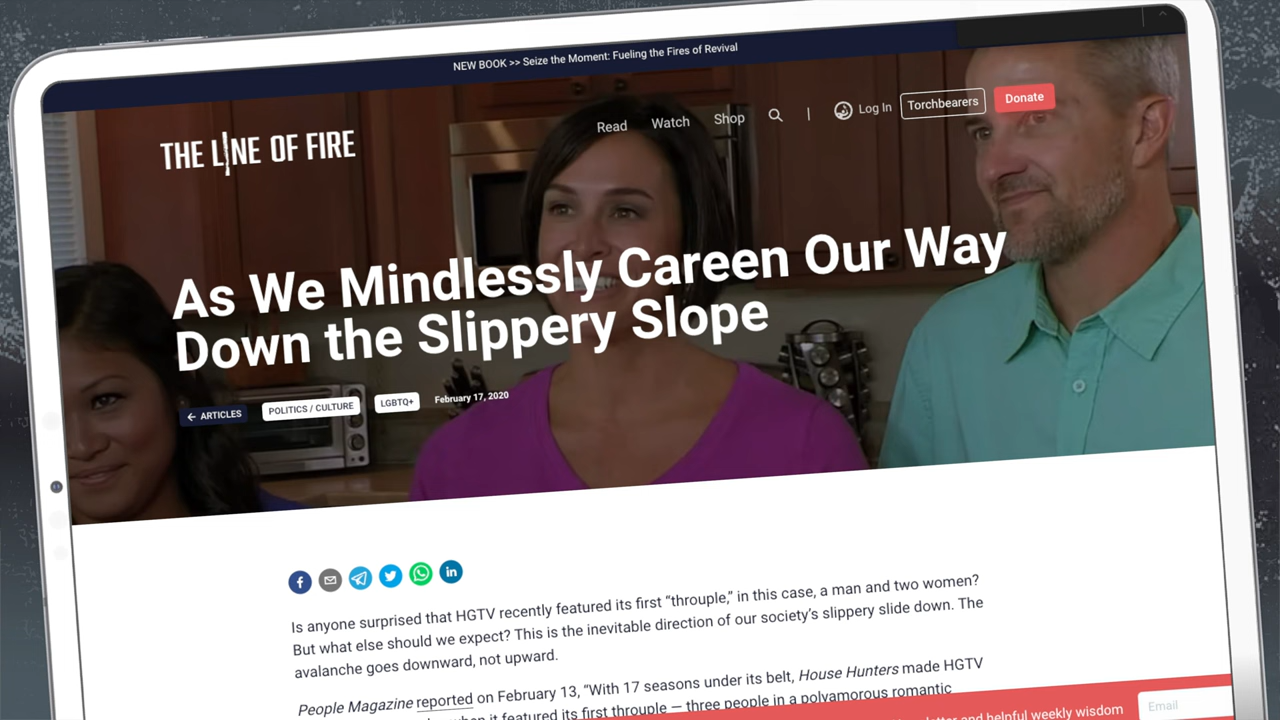 NEW BOOK >> Seize the Moment: Fueling the Fires of Revival
THE LINE OF FIRE
Read Watch Shop | Log In Torchbearers Donate
As We Mindlessly Careen Our Way
Down the Slippery Slope
← ARTICLES POLITICS / CULTURE LGBTQ+ February 17, 2020
Is anyone surprised that HGTV recently featured its first “throuple,” in this case, a man and two women?
But what else should we expect? This is the inevitable direction of our society’s slippery slide down. The
avalanche goes downward, not upward.
People Magazine reported on February 13, “With 17 seasons under its belt, House Hunters made HGTV
when it featured its first throuple — three people in a polyamorous romantic
and helpful weekly wisdom
Email